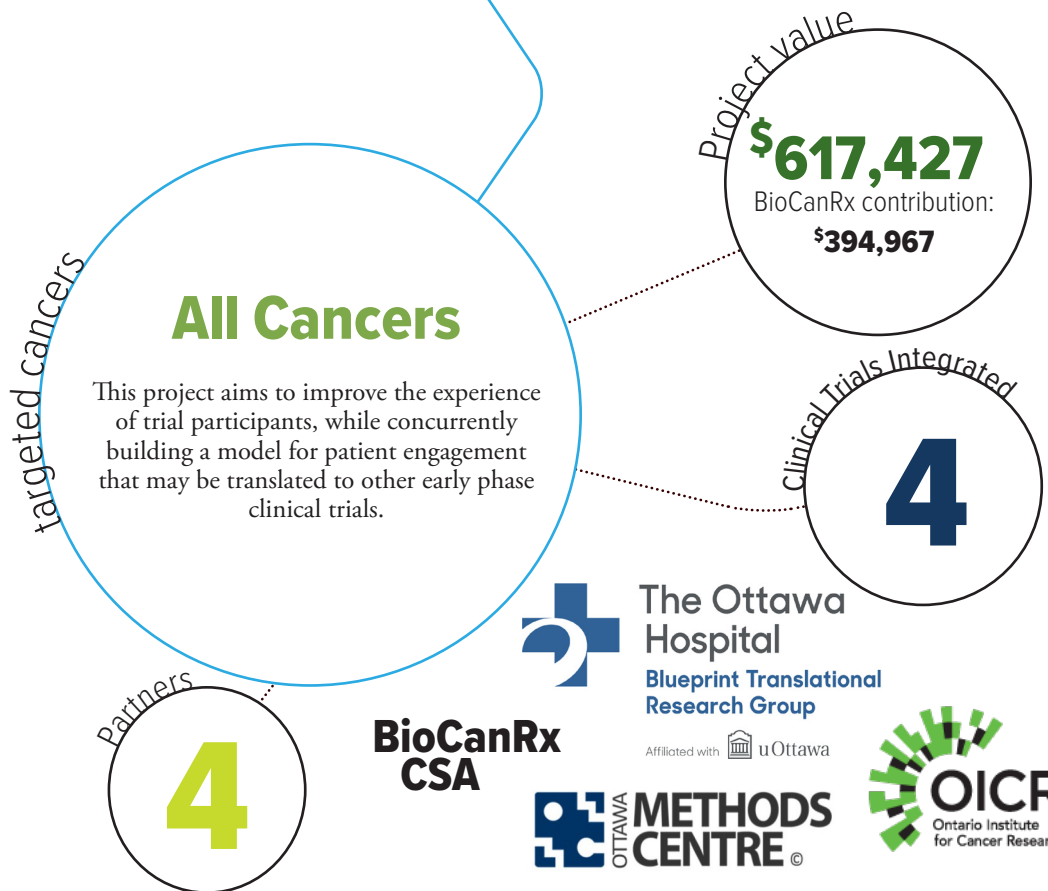 Project value
$617,427
BioCanRx contribution:
$394,967
targeted cancers
All Cancers
This project aims to improve the experience
of trial participants, while concurrently
building a model for patient engagement
that may be translated to other early phase
clinical trials.
Clinical Trials Integrated
4
Partners
4
BioCanRx
CSA
The Ottawa
Hospital
Blueprint Translational
Research Group
Affiliated with uOttawa
OTTAWA
METHODS
CENTRE ©
OICR
Ontario Institute
for Cancer Resear